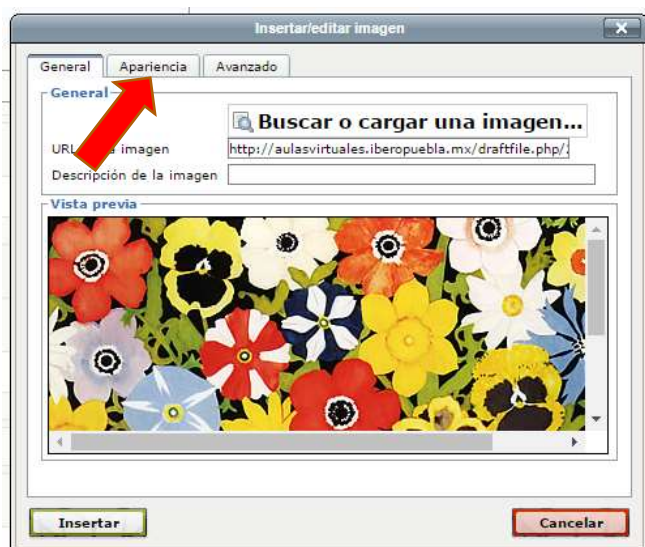 Insertar/editar imagen
General Apariencia Avanzado
General
Buscar o cargar una imagen...
URL imagen http://aulasvirtuales.iberopuebla.mx/draftfile.php/
Descripción de la imagen
Vista previa
Insertar Cancelar